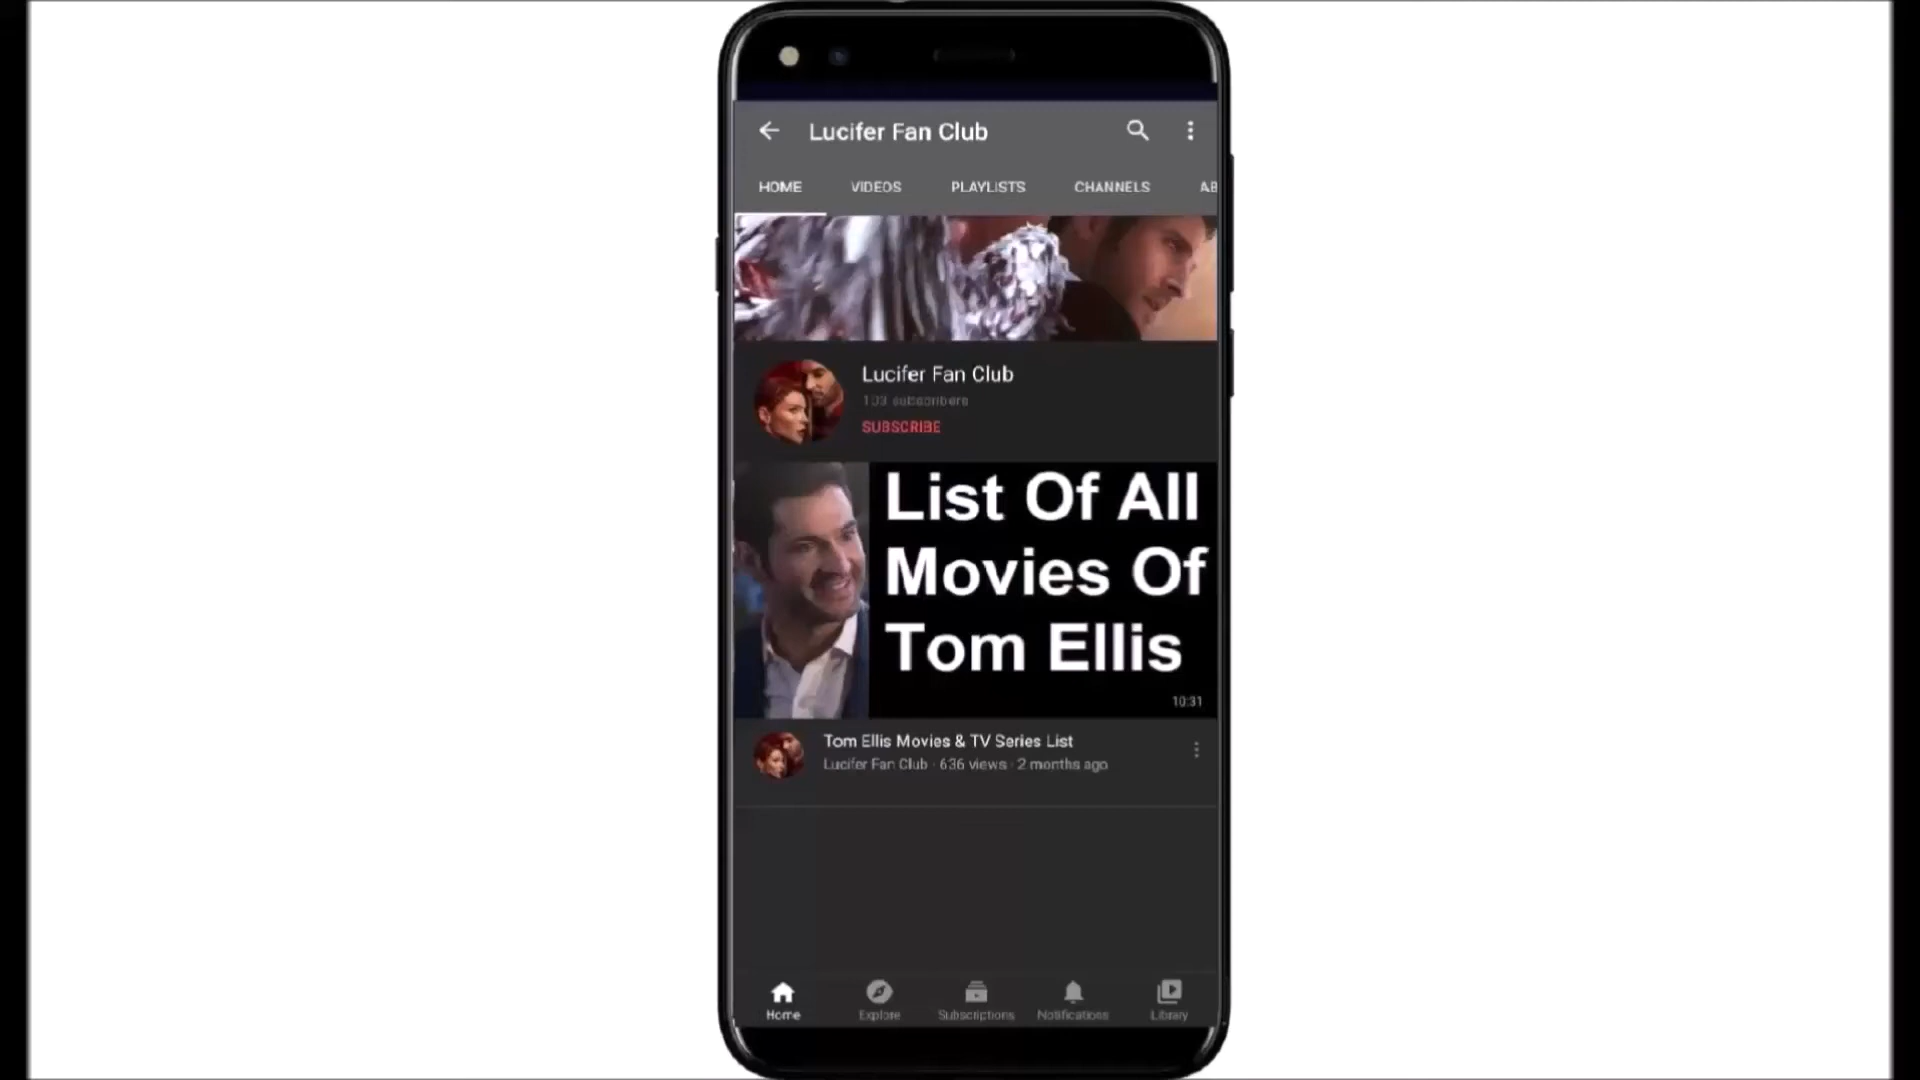 Lucifer Fan Club
HOME VIDEOS PLAYLISTS CHANNELS AB
Lucifer Fan Club
103 subscribers
SUBSCRIBE
List Of All
Movies Of
Tom Ellis
10:31
Tom Ellis Movies & TV Series List
Lucifer Fan Club · 636 views · 2 months ago
Home Explore Subscriptions Notifications Library